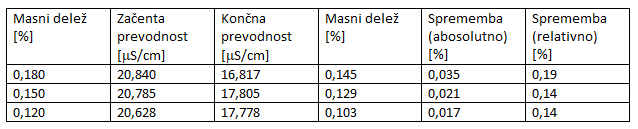 Masni delež [%] | Začenta prevodnost [µS/cm] | Končna prevodnost [µS/cm] | Masni delež [%] | Sprememba (abosolutno) [%] | Sprememba (relativno) [%]
0,180 | 20,840 | 16,817 | 0,145 | 0,035 | 0,19
0,150 | 20,785 | 17,805 | 0,129 | 0,021 | 0,14
0,120 | 20,628 | 17,778 | 0,103 | 0,017 | 0,14